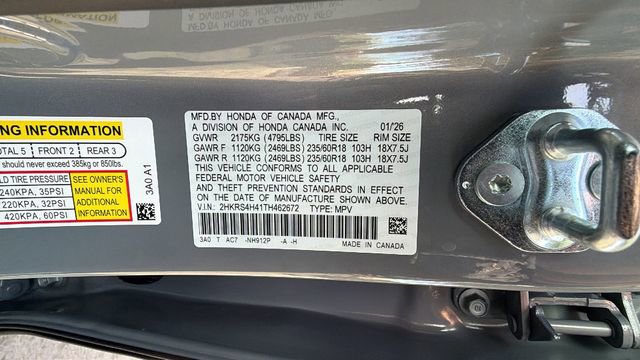 NG INFORMATION
OTAL 5 FRONT 2 REAR 3
should never exceed 385kg or 850lbs.
D TIRE PRESSURE
240KPA, 35PSI
220KPA, 32PSI
420KPA, 60PSI
SEE OWNER'S
MANUAL FOR
ADDITIONAL
INFORMATION
3A0 A1
MFD.BY HONDA OF CANADA MFG.,
A DIVISION OF HONDA CANADA INC. 01/26
GVWR 2175KG (4795LBS) TIRE SIZE RIM SIZE
GAWR F 1120KG (2469LBS) 235/60R18 103H 18X7.5J
GAWR R 1120KG (2469LBS) 235/60R18 103H 18X7.5J
THIS VEHICLE CONFORMS TO ALL APPLICABLE
FEDERAL MOTOR VEHICLE SAFETY
AND THEFT PREVENTION STANDARDS IN EFFECT
ON THE DATE OF MANUFACTURE SHOWN ABOVE.
V.I.N.: 2HKRS4H41TH462672 TYPE: MPV
3A0 T AC7 -NH912P -A -H MADE IN CANADA